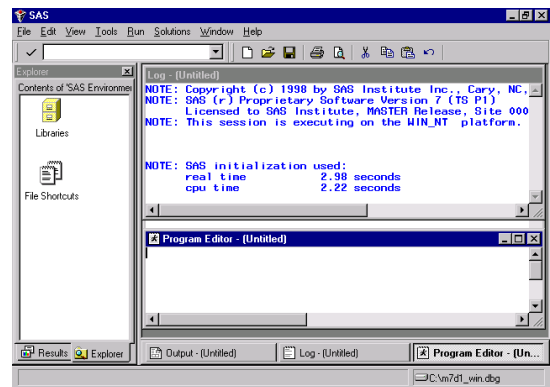 SAS
File Edit View Tools Run Solutions Window Help
Explorer
Contents of 'SAS Environmen
Libraries
File Shortcuts
Log - (Untitled)
NOTE: Copyright (c) 1998 by SAS Institute Inc., Cary, NC,
NOTE: SAS (r) Proprietary Software Version 7 (TS P1)
Licensed to SAS Institute, MASTER Release, Site 000
NOTE: This session is executing on the WIN_NT platform.
NOTE: SAS initialization used:
real time 2.98 seconds
cpu time 2.22 seconds
Program Editor - (Untitled)
Results Explorer Output - (Untitled) Log - (Untitled) Program Editor - (Un...
C:\m7d1_win.dbg